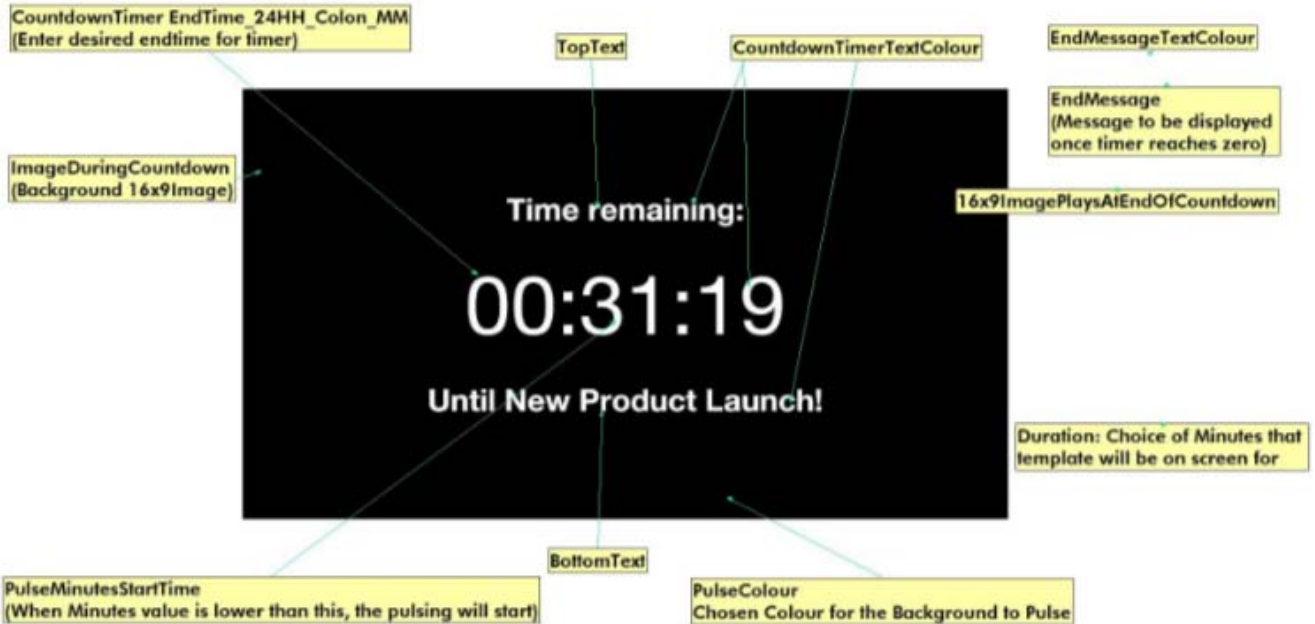 CountdownTimer EndTime_24HH_Colon_MM
(Enter desired endtime for timer)
TopText
CountdownTimerTextColour
EndMessageTextColour
EndMessage
(Message to be displayed
once timer reaches zero)
ImageDuringCountdown
(Background 16x9Image)
16x9ImagePlaysAtEndOfCountdown
Time remaining:
00:31:19
Until New Product Launch!
Duration: Choice of Minutes that
template will be on screen for
BottomText
PulseMinutesStartTime
(When Minutes value is lower than this, the pulsing will start)
PulseColour
Chosen Colour for the Background to Pulse